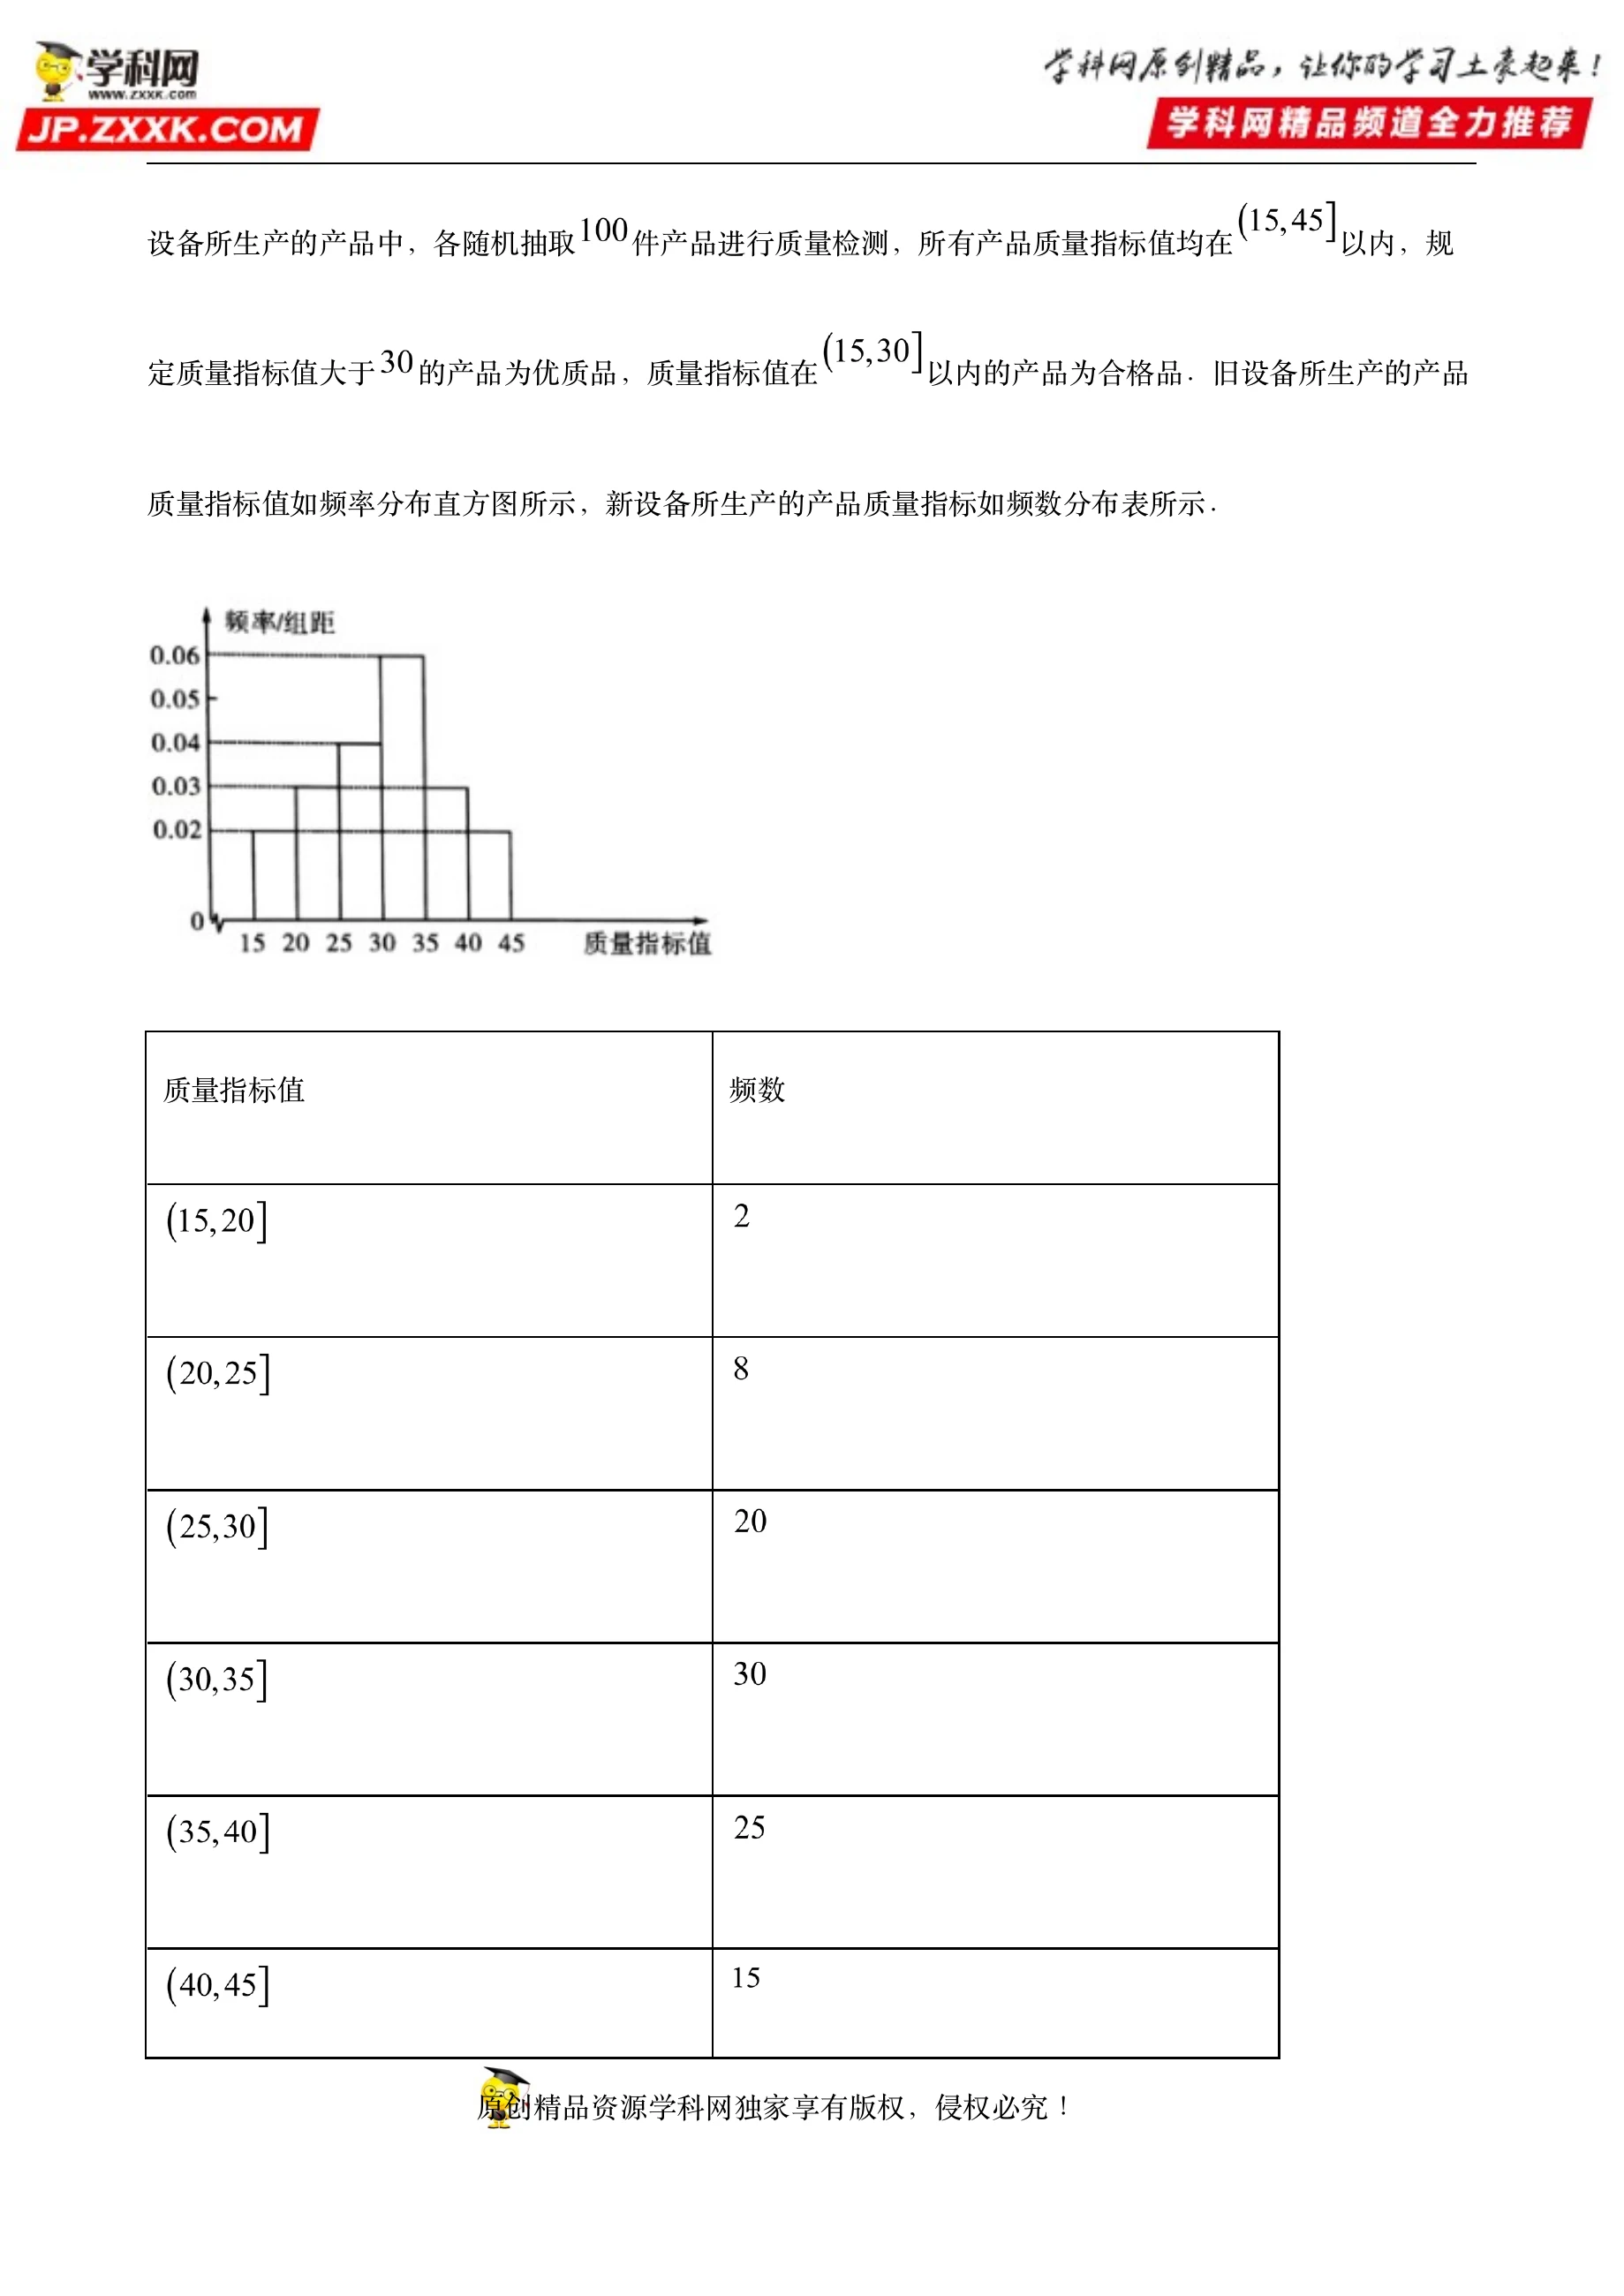 学科网
www.zxxk.com
JP.ZXXK.COM
学科网原创精品，让你的学习土豪起来！
学科网精品频道全力推荐
设备所生产的产品中，各随机抽取100件产品进行质量检测，所有产品质量指标值均在(15,45]以内，规
定质量指标值大于30的产品为优质品，质量指标值在(15,30]以内的产品为合格品．旧设备所生产的产品
质量指标值如频率分布直方图所示，新设备所生产的产品质量指标如频数分布表所示．
频率/组距
0.06
0.05
0.04
0.03
0.02
0
15 20 25 30 35 40 45 质量指标值
质量指标值 频数
(15,20] 2
(20,25] 8
(25,30] 20
(30,35] 30
(35,40] 25
(40,45] 15
原创精品资源学科网独家享有版权，侵权必究！